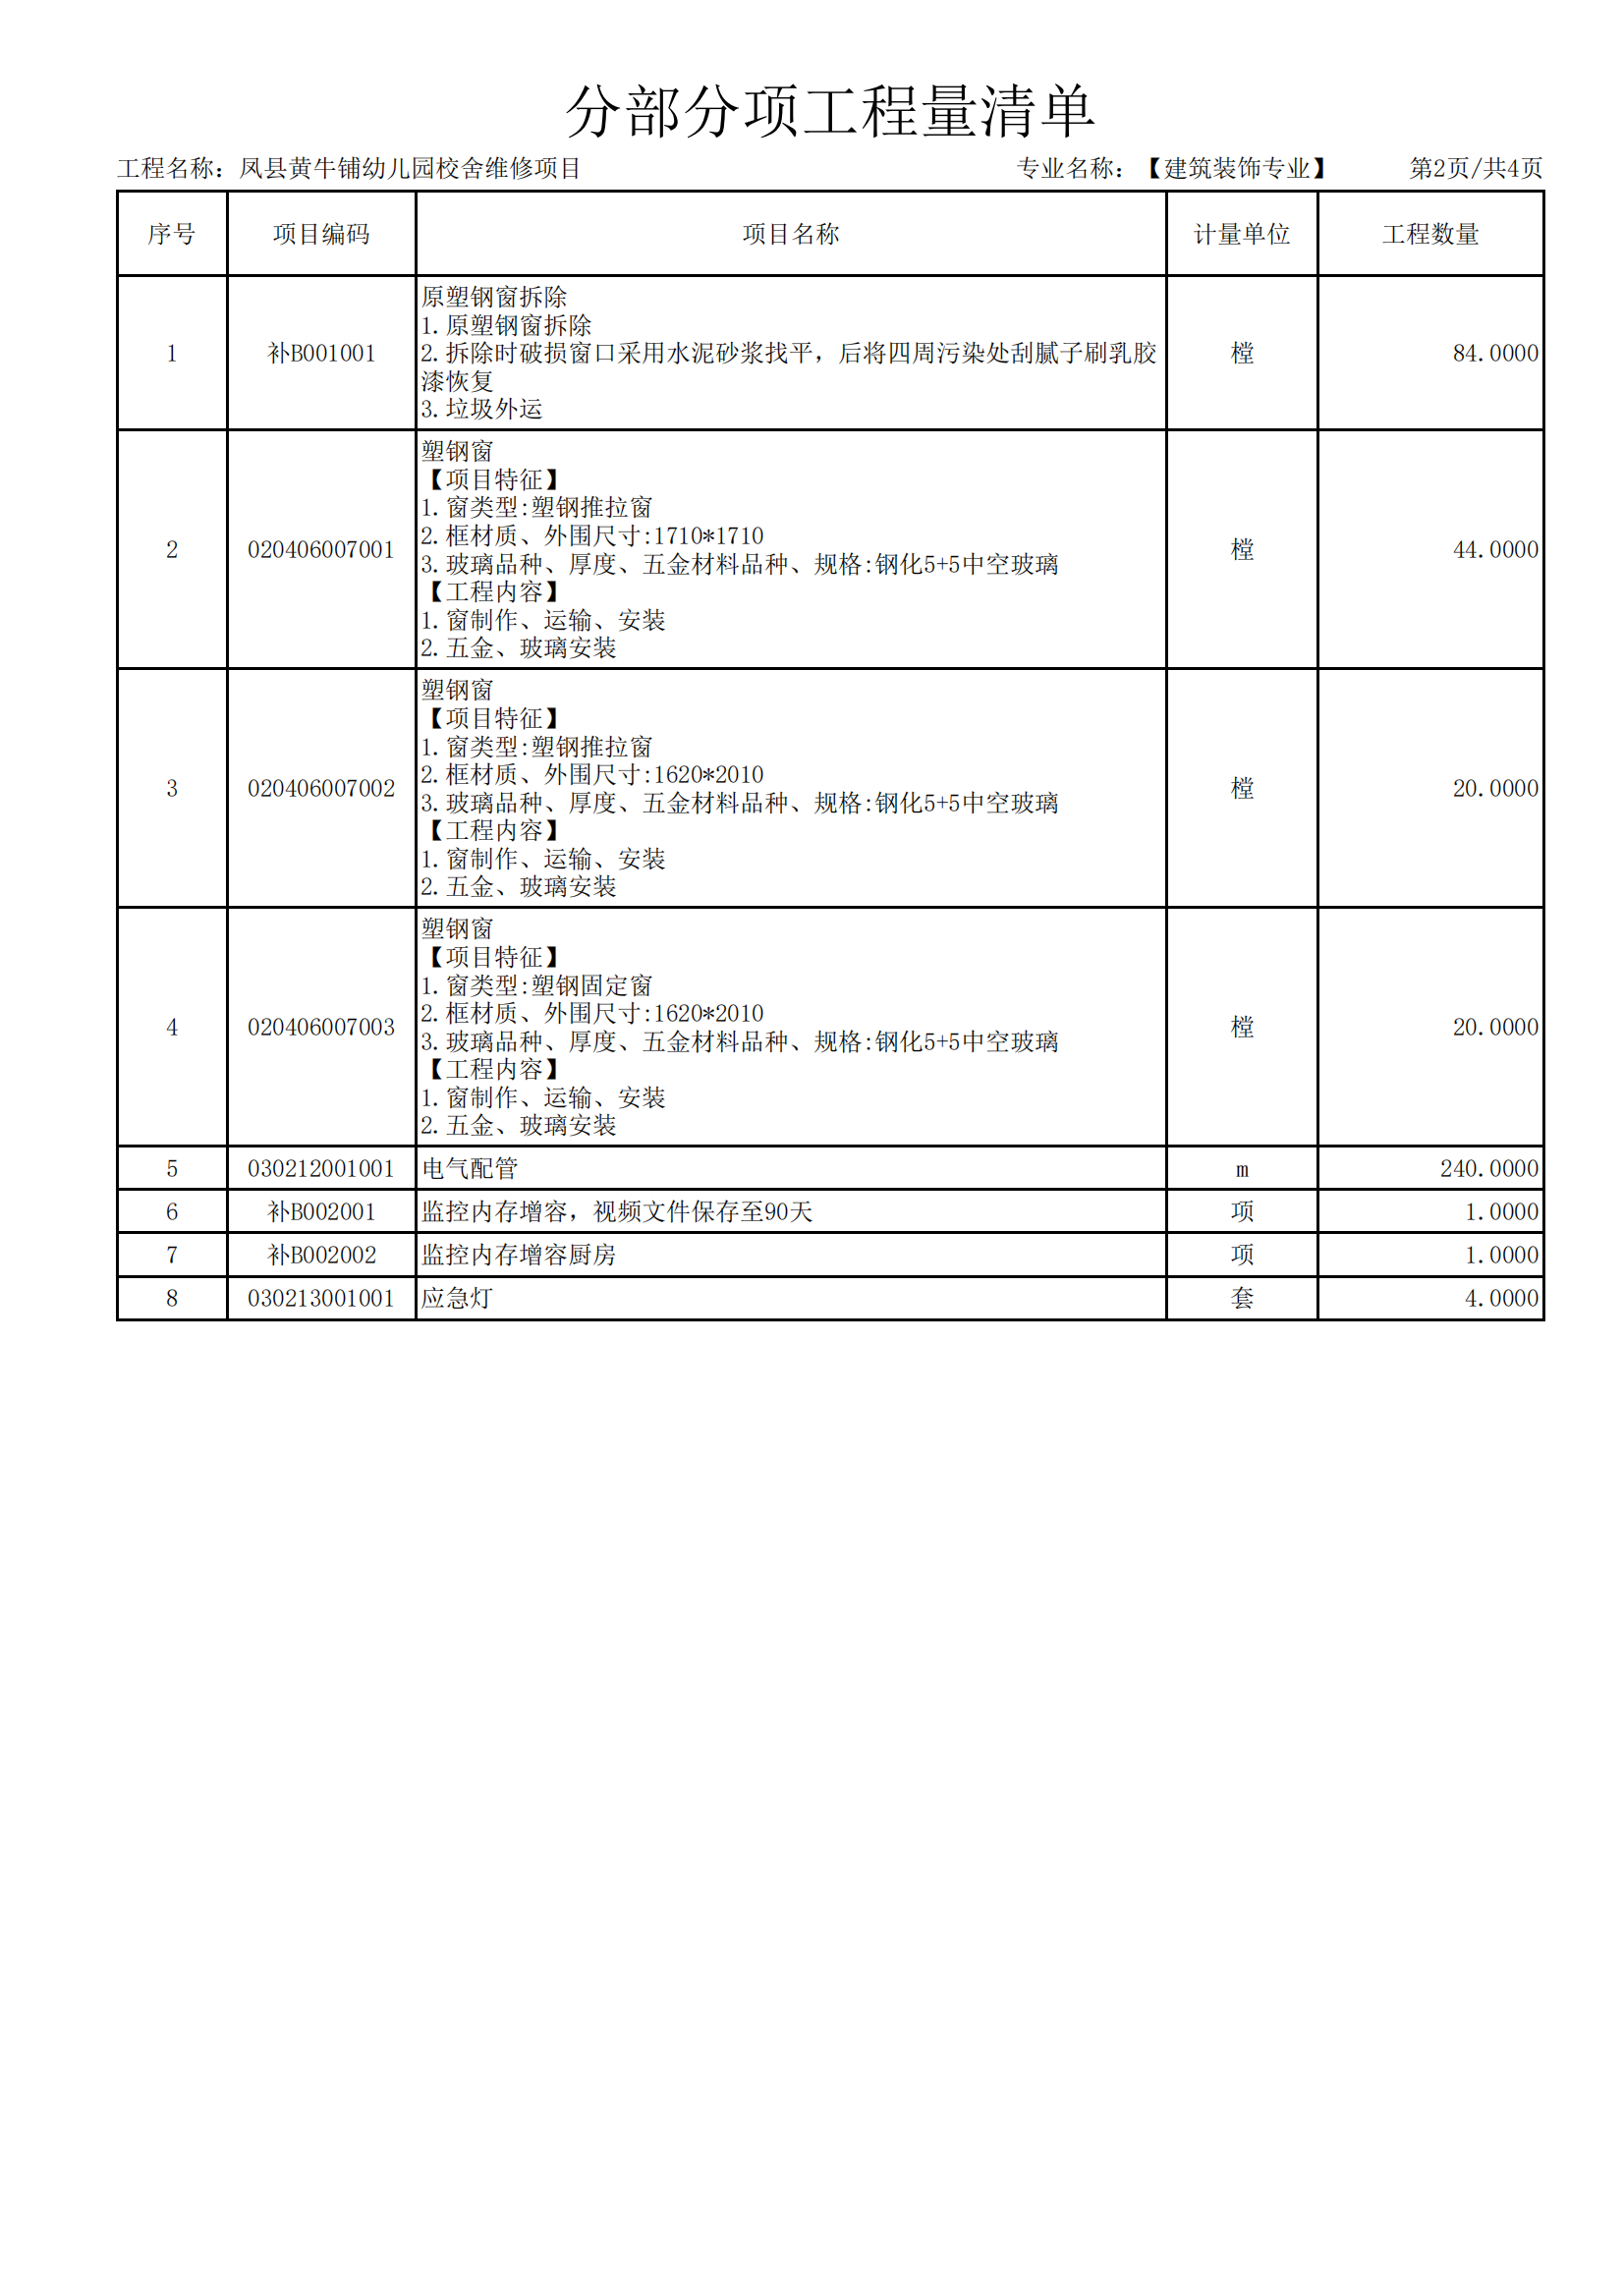 分部分项工程量清单
工程名称：凤县黄牛铺幼儿园校舍维修项目 专业名称：【建筑装饰专业】 第2页/共4页
序号 项目编码 项目名称 计量单位 工程数量
1 补B001001 原塑钢窗拆除
1.原塑钢窗拆除
2.拆除时破损窗口采用水泥砂浆找平，后将四周污染处刮腻子刷乳胶
漆恢复
3.垃圾外运
樘 84.0000
2 020406007001 塑钢窗
【项目特征】
1.窗类型:塑钢推拉窗
2.框材质、外围尺寸:1710*1710
3.玻璃品种、厚度、五金材料品种、规格:钢化5+5中空玻璃
【工程内容】
1.窗制作、运输、安装
2.五金、玻璃安装
樘 44.0000
3 020406007002 塑钢窗
【项目特征】
1.窗类型:塑钢推拉窗
2.框材质、外围尺寸:1620*2010
3.玻璃品种、厚度、五金材料品种、规格:钢化5+5中空玻璃
【工程内容】
1.窗制作、运输、安装
2.五金、玻璃安装
樘 20.0000
4 020406007003 塑钢窗
【项目特征】
1.窗类型:塑钢固定窗
2.框材质、外围尺寸:1620*2010
3.玻璃品种、厚度、五金材料品种、规格:钢化5+5中空玻璃
【工程内容】
1.窗制作、运输、安装
2.五金、玻璃安装
樘 20.0000
5 030212001001 电气配管 m 240.0000
6 补B002001 监控内存增容，视频文件保存至90天 项 1.0000
7 补B002002 监控内存增容厨房 项 1.0000
8 030213001001 应急灯 套 4.0000